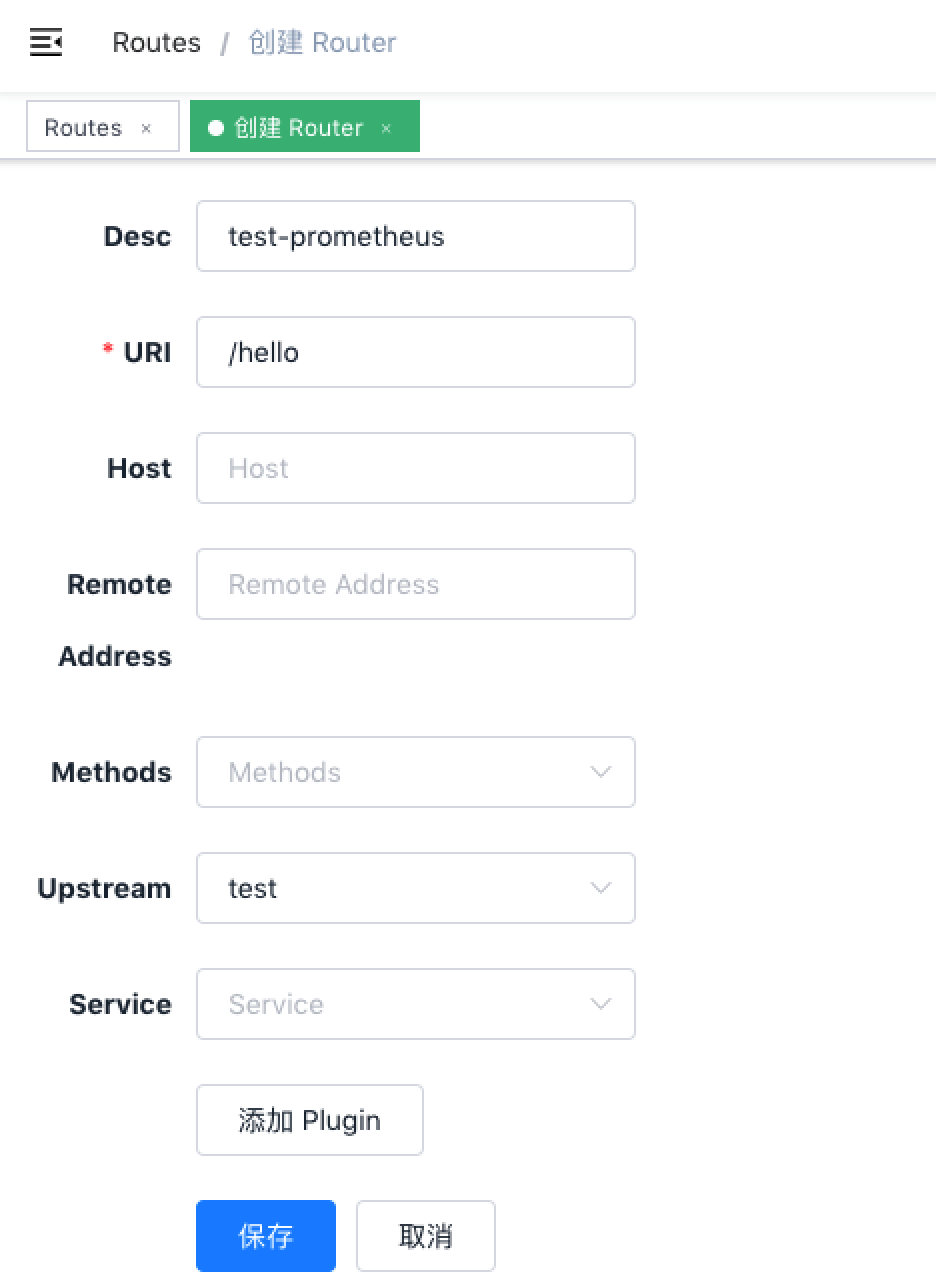 Routes / 创建 Router
Routes × 创建 Router ×
Desc test-prometheus
* URI /hello
Host Host
Remote Remote Address
Address
Methods Methods
Upstream test
Service Service
添加 Plugin
保存 取消